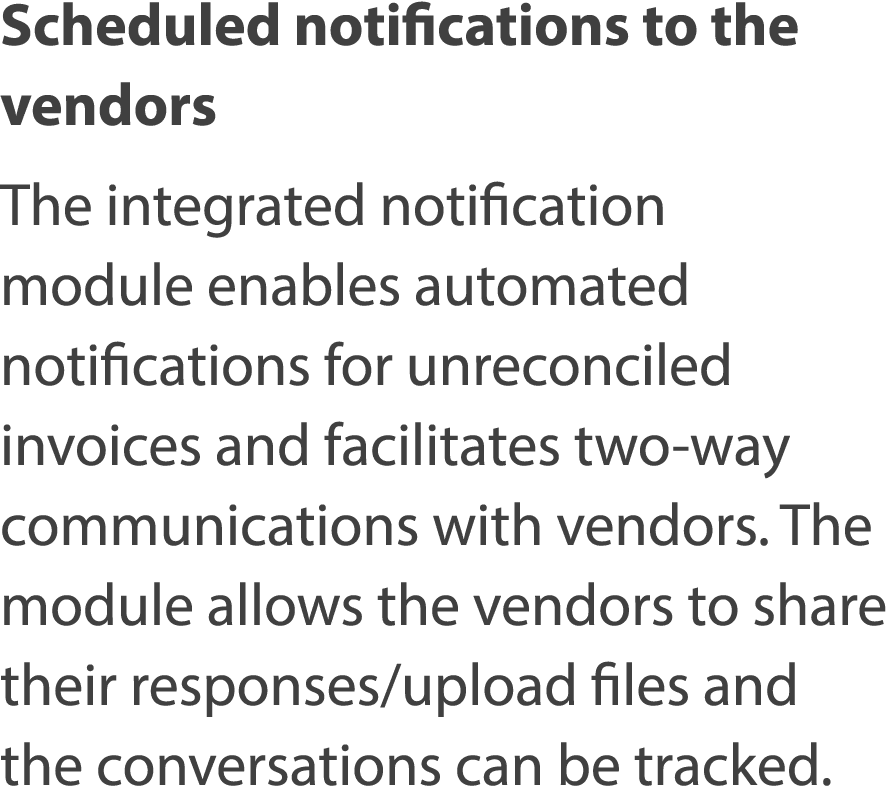 Scheduled notifications to the
vendors
The integrated notification
module enables automated
notifications for unreconciled
invoices and facilitates two-way
communications with vendors. The
module allows the vendors to share
their responses/upload files and
the conversations can be tracked.